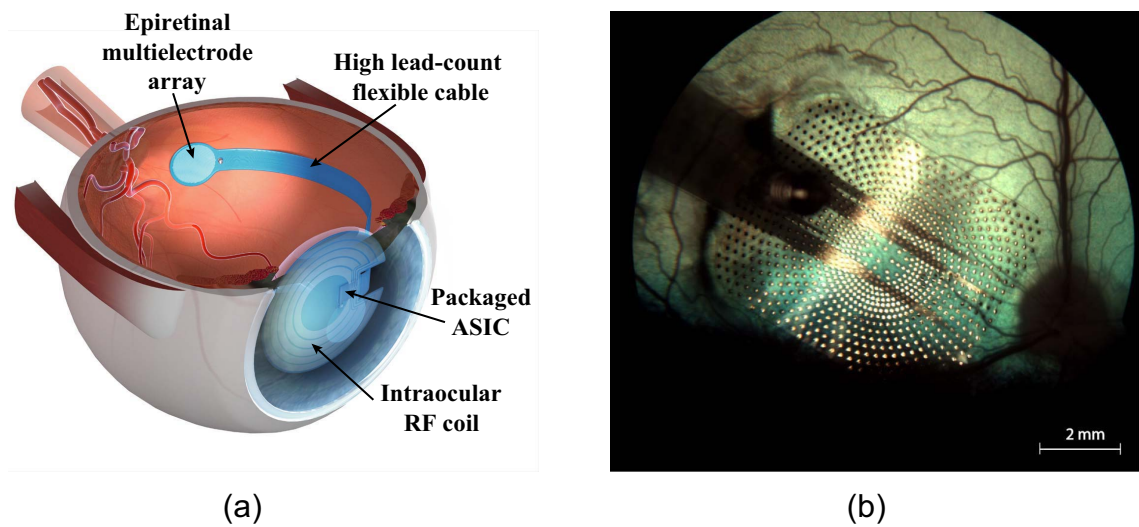 Epiretinal
multielectrode
array
High lead-count
flexible cable
Packaged
ASIC
Intraocular
RF coil
2 mm
(a)
(b)